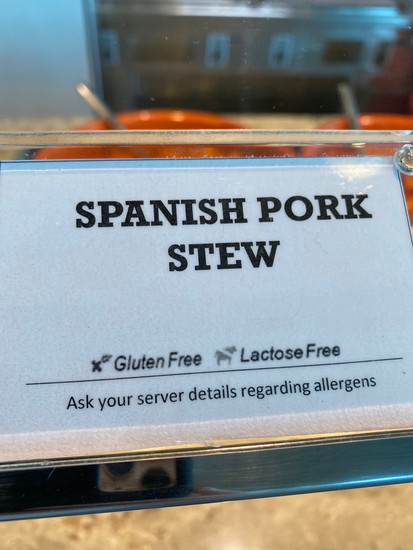 SPANISH PORK
STEW
Gluten Free Lactose Free
Ask your server details regarding allergens